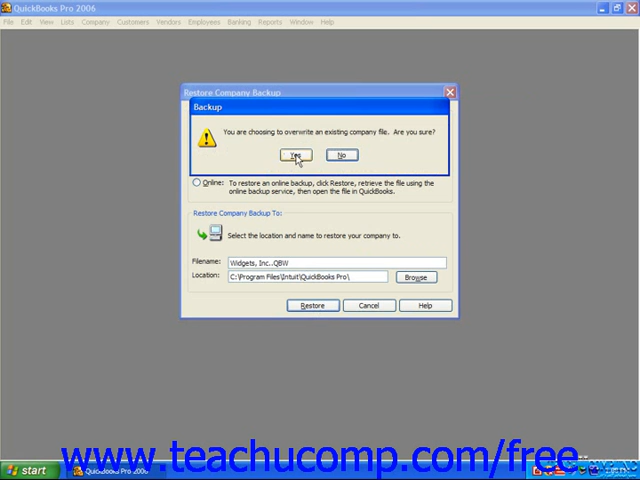 QuickBooks Pro 2006
File Edit View Lists Company Customers Vendors Employees Banking Reports Window Help
Restore Company Backup
Backup
You are choosing to overwrite an existing company file. Are you sure?
Yes No
Online: To restore an online backup, click Restore, retrieve the file using the
online backup service, then open the file in QuickBooks.
Restore Company Backup To:
Select the location and name to restore your company to.
Filename: Widgets, Inc..QBW
Location: C:\Program Files\Intuit\QuickBooks Pro\ Browse
Restore Cancel Help
start QuickBooks Pro 2006
www.teachucomp.com/free